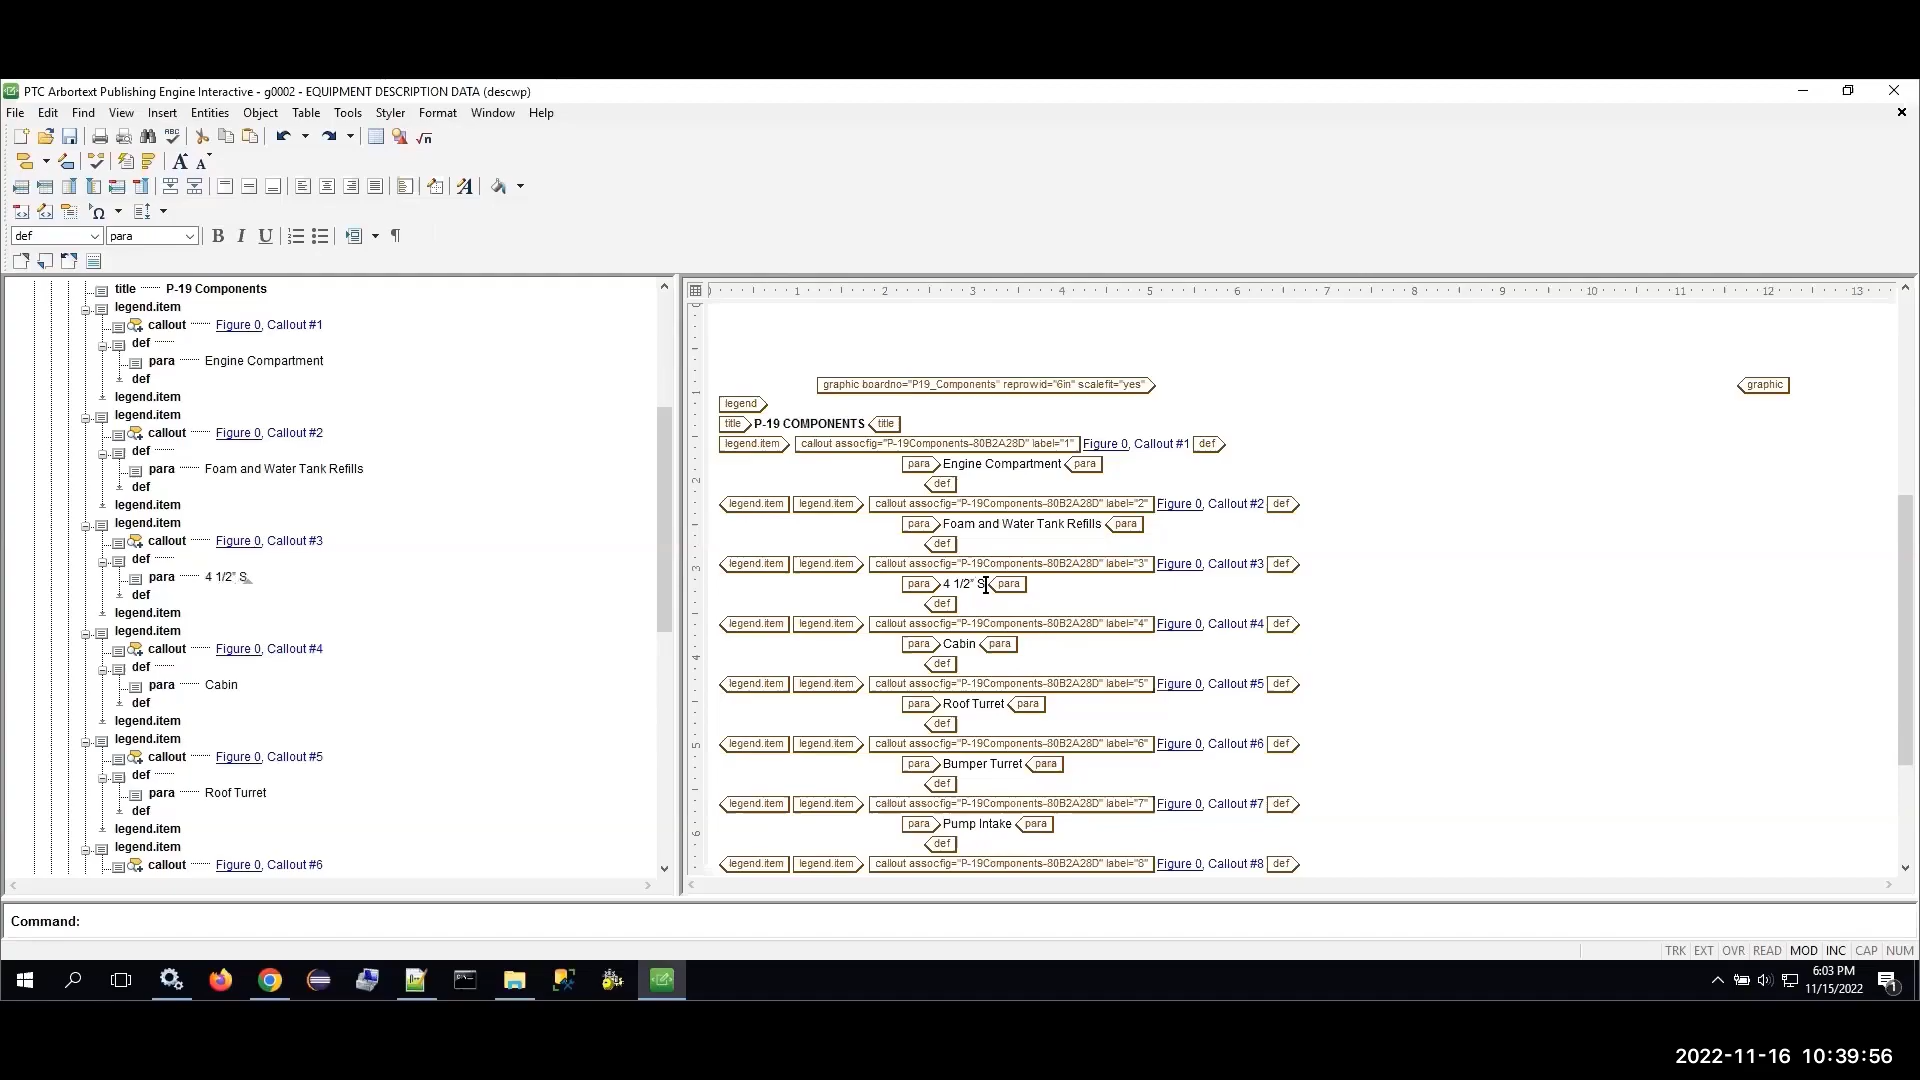 PTC Arbortext Publishing Engine Interactive - g0002 - EQUIPMENT DESCRIPTION DATA (descwp)
File Edit Find View Insert Entities Object Table Tools Styler Format Window Help
def para B I U
title P-19 Components
legend.item
callout Figure 0, Callout #1
def
para Engine Compartment
def
legend.item
legend.item
callout Figure 0, Callout #2
def
para Foam and Water Tank Refills
def
legend.item
legend.item
callout Figure 0, Callout #3
def
para 4 1/2" S
def
legend.item
legend.item
callout Figure 0, Callout #4
def
para Cabin
def
legend.item
legend.item
callout Figure 0, Callout #5
def
para Roof Turret
def
legend.item
legend.item
callout Figure 0, Callout #6
1 2 3 4 5 6 7 8 9 10 11 12 13
graphic boardno="P19_Components" reprowid="6in" scalefit="yes" graphic
legend
title P-19 COMPONENTS title
legend.item callout assocfig="P-19Components-80B2A28D" label="1" Figure 0, Callout #1 def
para Engine Compartment para
def
legend.item legend.item callout assocfig="P-19Components-80B2A28D" label="2" Figure 0, Callout #2 def
para Foam and Water Tank Refills para
def
legend.item legend.item callout assocfig="P-19Components-80B2A28D" label="3" Figure 0, Callout #3 def
para 4 1/2" S para
def
legend.item legend.item callout assocfig="P-19Components-80B2A28D" label="4" Figure 0, Callout #4 def
para Cabin para
def
legend.item legend.item callout assocfig="P-19Components-80B2A28D" label="5" Figure 0, Callout #5 def
para Roof Turret para
def
legend.item legend.item callout assocfig="P-19Components-80B2A28D" label="6" Figure 0, Callout #6 def
para Bumper Turret para
def
legend.item legend.item callout assocfig="P-19Components-80B2A28D" label="7" Figure 0, Callout #7 def
para Pump Intake para
def
legend.item legend.item callout assocfig="P-19Components-80B2A28D" label="8" Figure 0, Callout #8 def
Command:
TRK EXT OVR READ MOD INC CAP NUM
6:03 PM
11/15/2022
2022-11-16 10:39:56